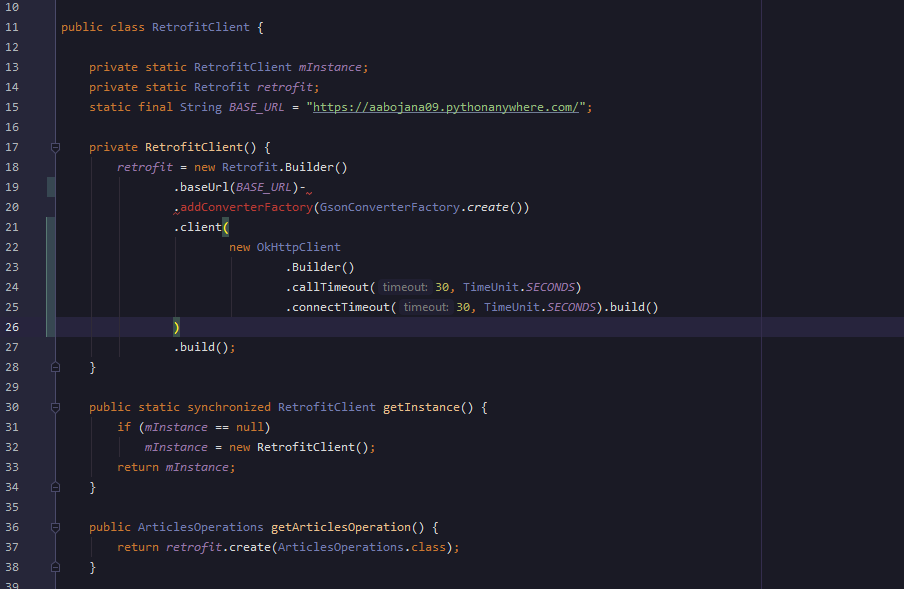 10
11 public class RetrofitClient {
12
13 private static RetrofitClient mInstance;
14 private static Retrofit retrofit;
15 static final String BASE_URL = "https://aabojana09.pythonanywhere.com/";
16
17 private RetrofitClient() {
18 retrofit = new Retrofit.Builder()
19 .baseUrl(BASE_URL)-
20 .addConverterFactory(GsonConverterFactory.create())
21 .client(
22 new OkHttpClient
23 .Builder()
24 .callTimeout( timeout: 30, TimeUnit.SECONDS)
25 .connectTimeout( timeout: 30, TimeUnit.SECONDS).build()
26 )
27 .build();
28 }
29
30 public static synchronized RetrofitClient getInstance() {
31 if (mInstance == null)
32 mInstance = new RetrofitClient();
33 return mInstance;
34 }
35
36 public ArticlesOperations getArticlesOperation() {
37 return retrofit.create(ArticlesOperations.class);
38 }
39